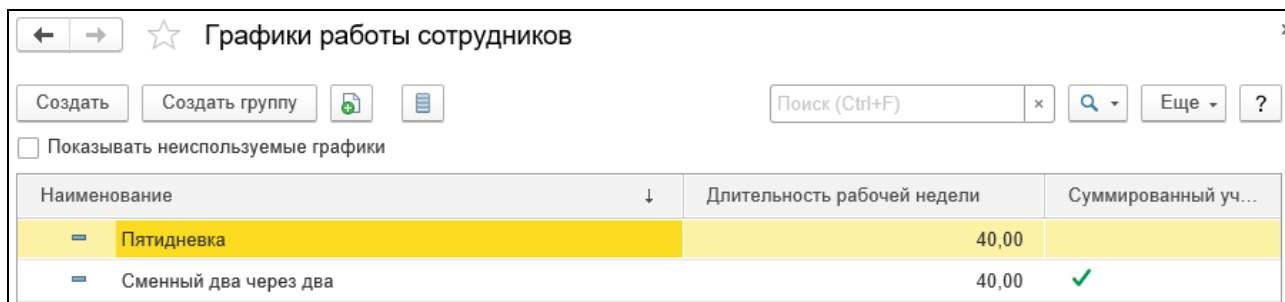 Графики работы сотрудников
Создать Создать группу Поиск (Ctrl+F) × Еще ?
Показывать неиспользуемые графики
Наименование ↓ Длительность рабочей недели Суммированный уч...
Пятидневка 40,00
Сменный два через два 40,00